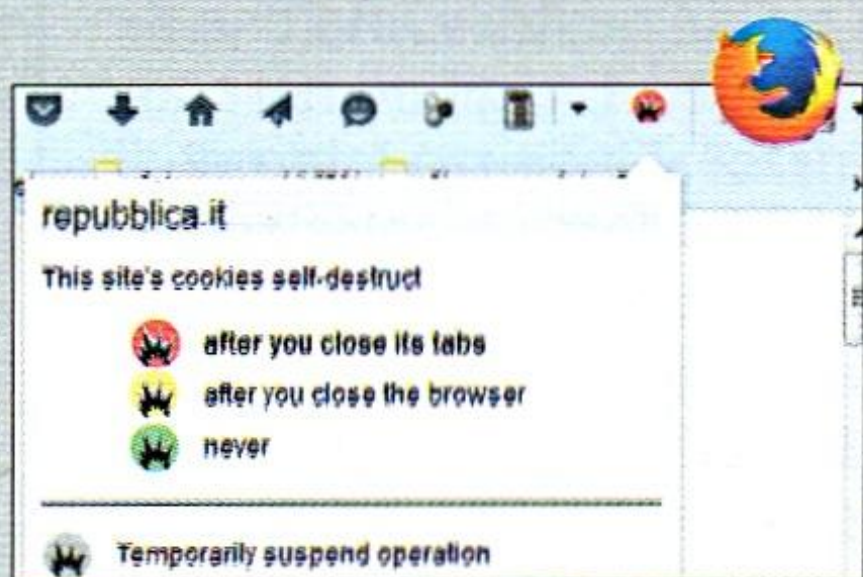 repubblica.it
This site's cookies self-destruct
after you close its tabs
after you close the browser
never
Temporarily suspend operation